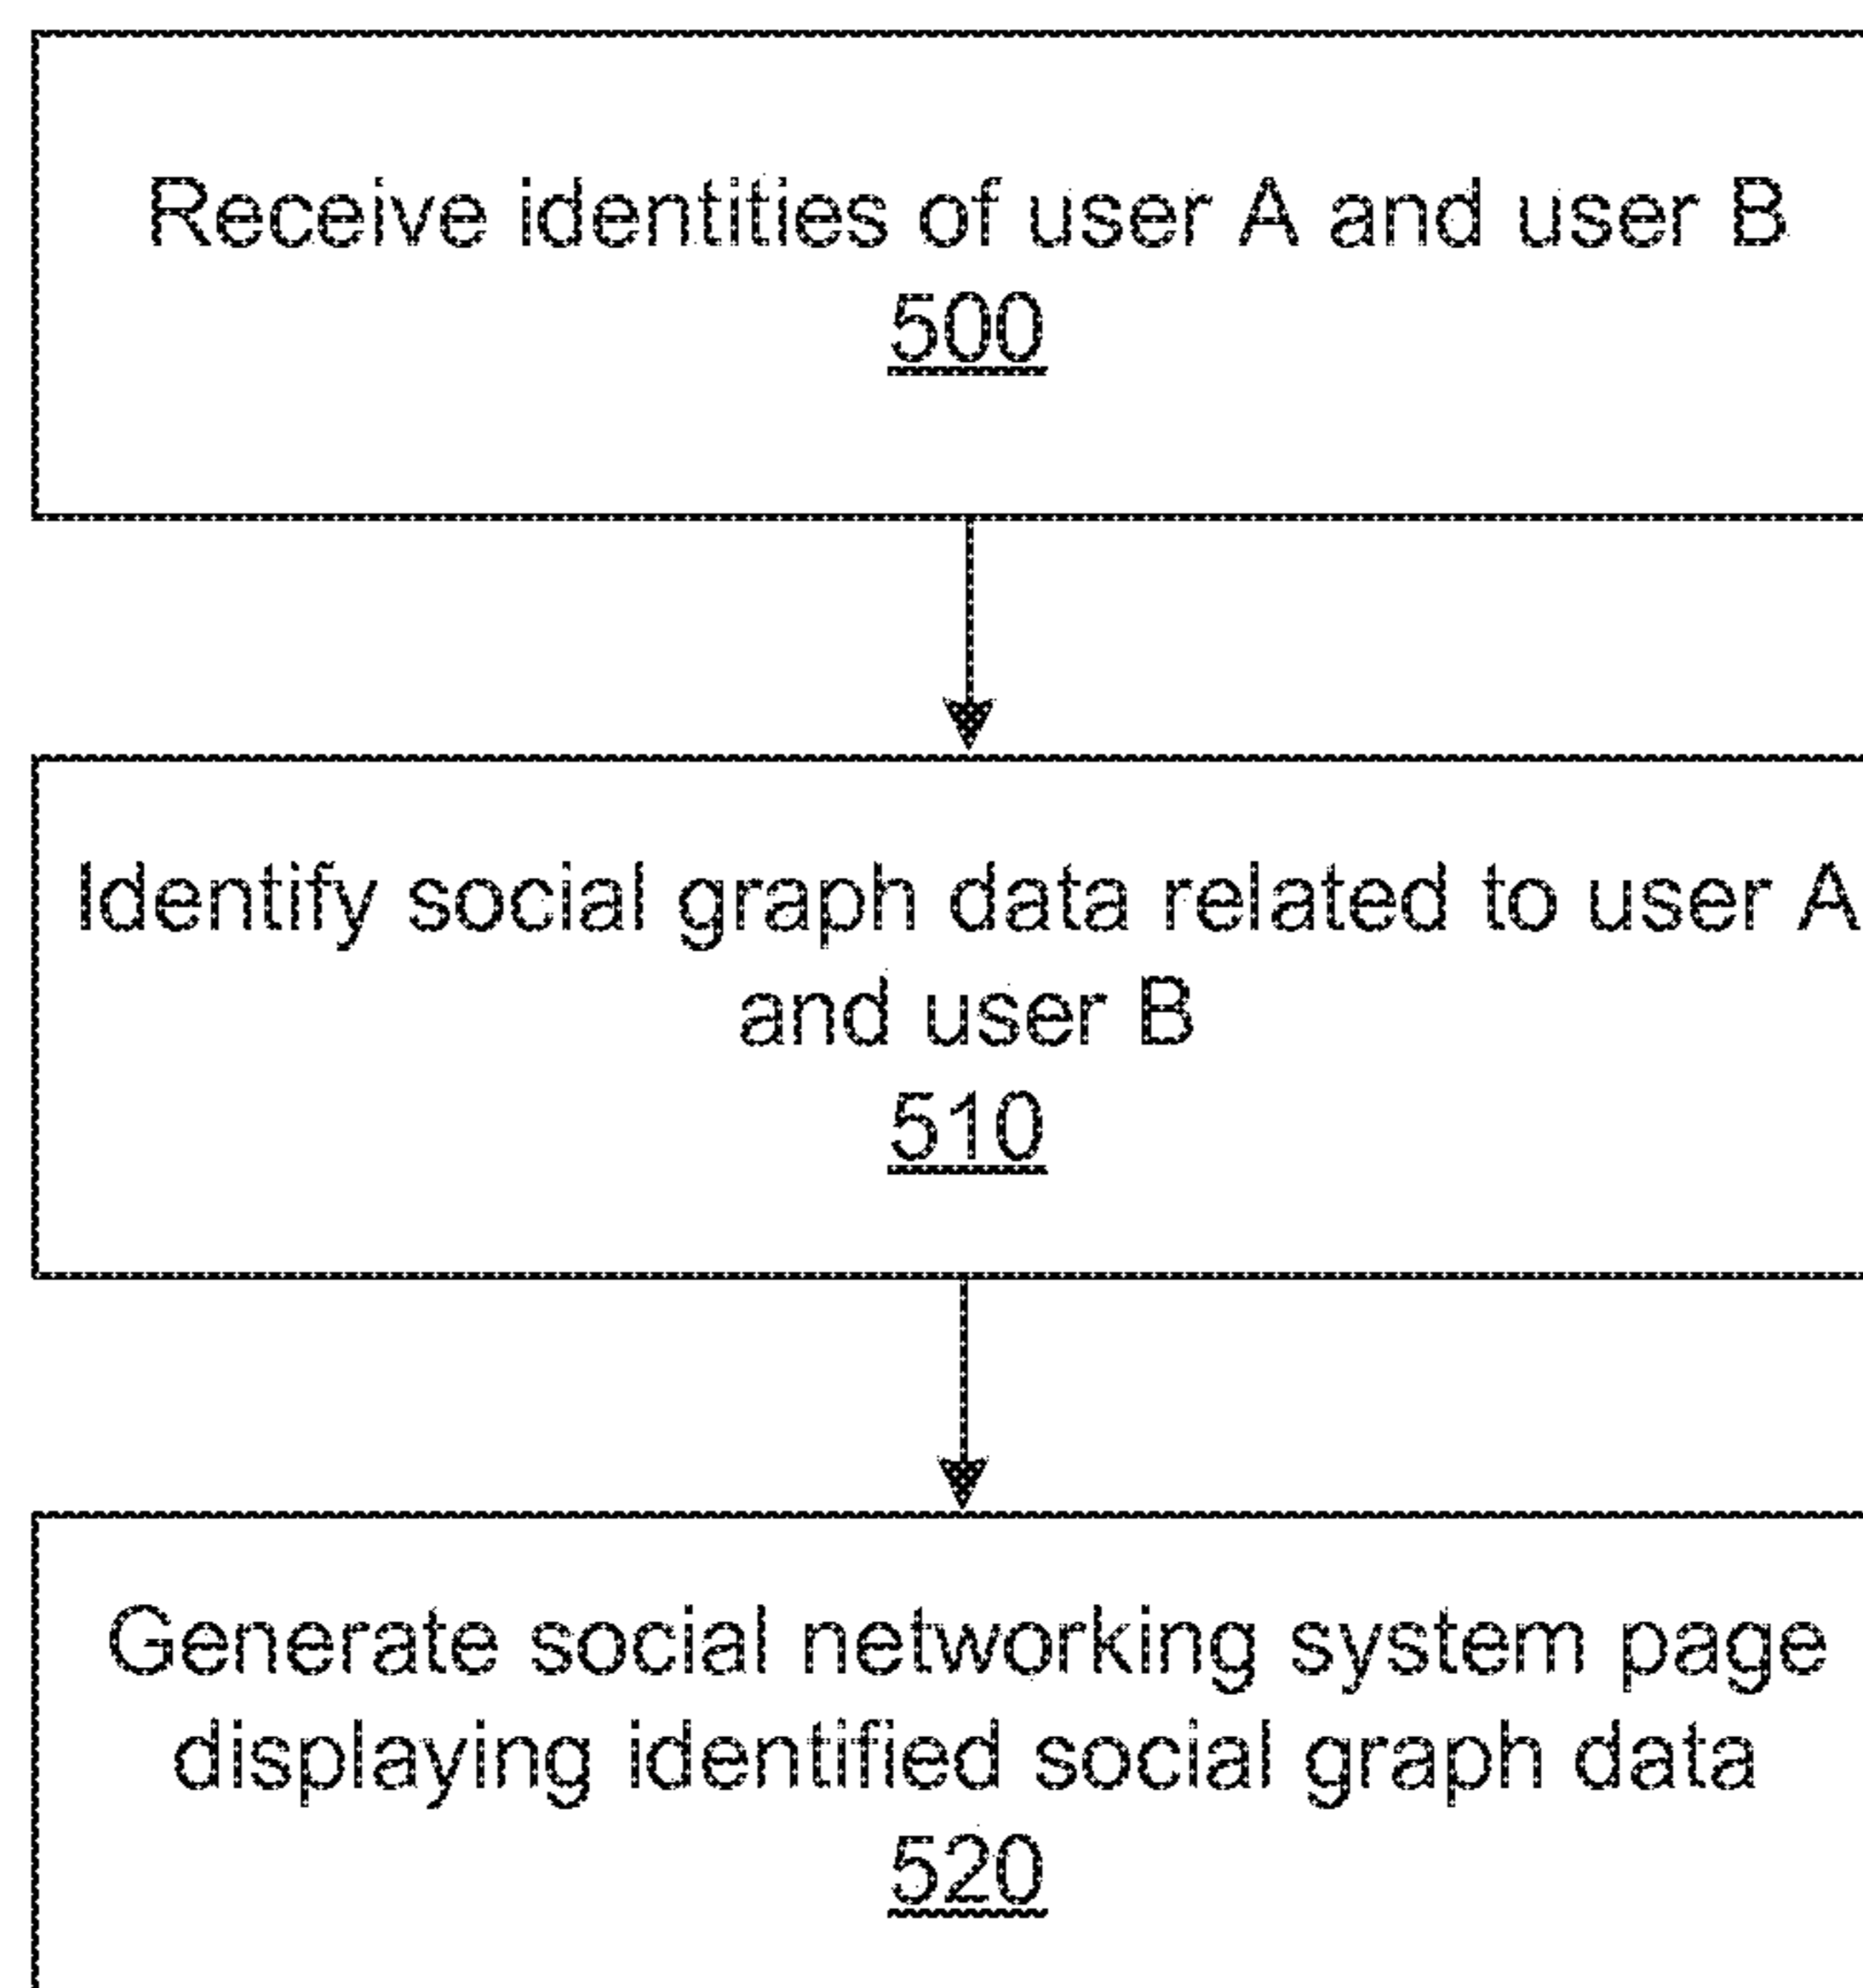 Receive identities of user A and user B
500
Identify social graph data related to user A
and user B
510
Generate social networking system page
displaying identified social graph data
520